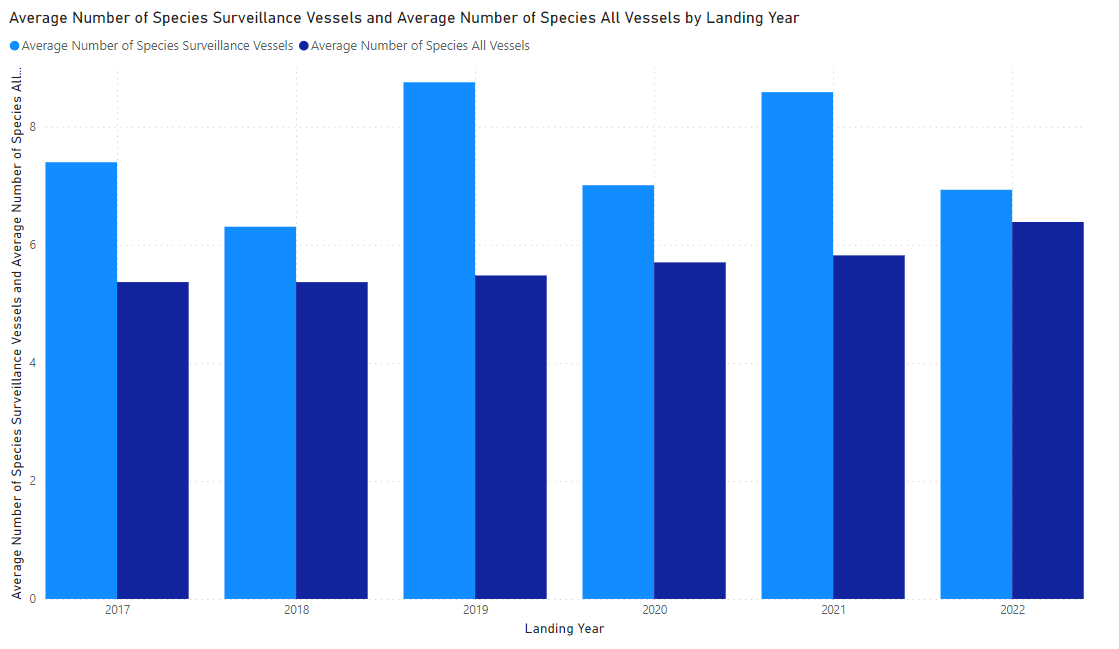 Average Number of Species Surveillance Vessels and Average Number of Species All Vessels by Landing Year
Average Number of Species Surveillance Vessels Average Number of Species All Vessels
Average Number of Species Surveillance Vessels and Average Number of Species All...
8
6
4
2
0
2017 2018 2019 2020 2021 2022
Landing Year